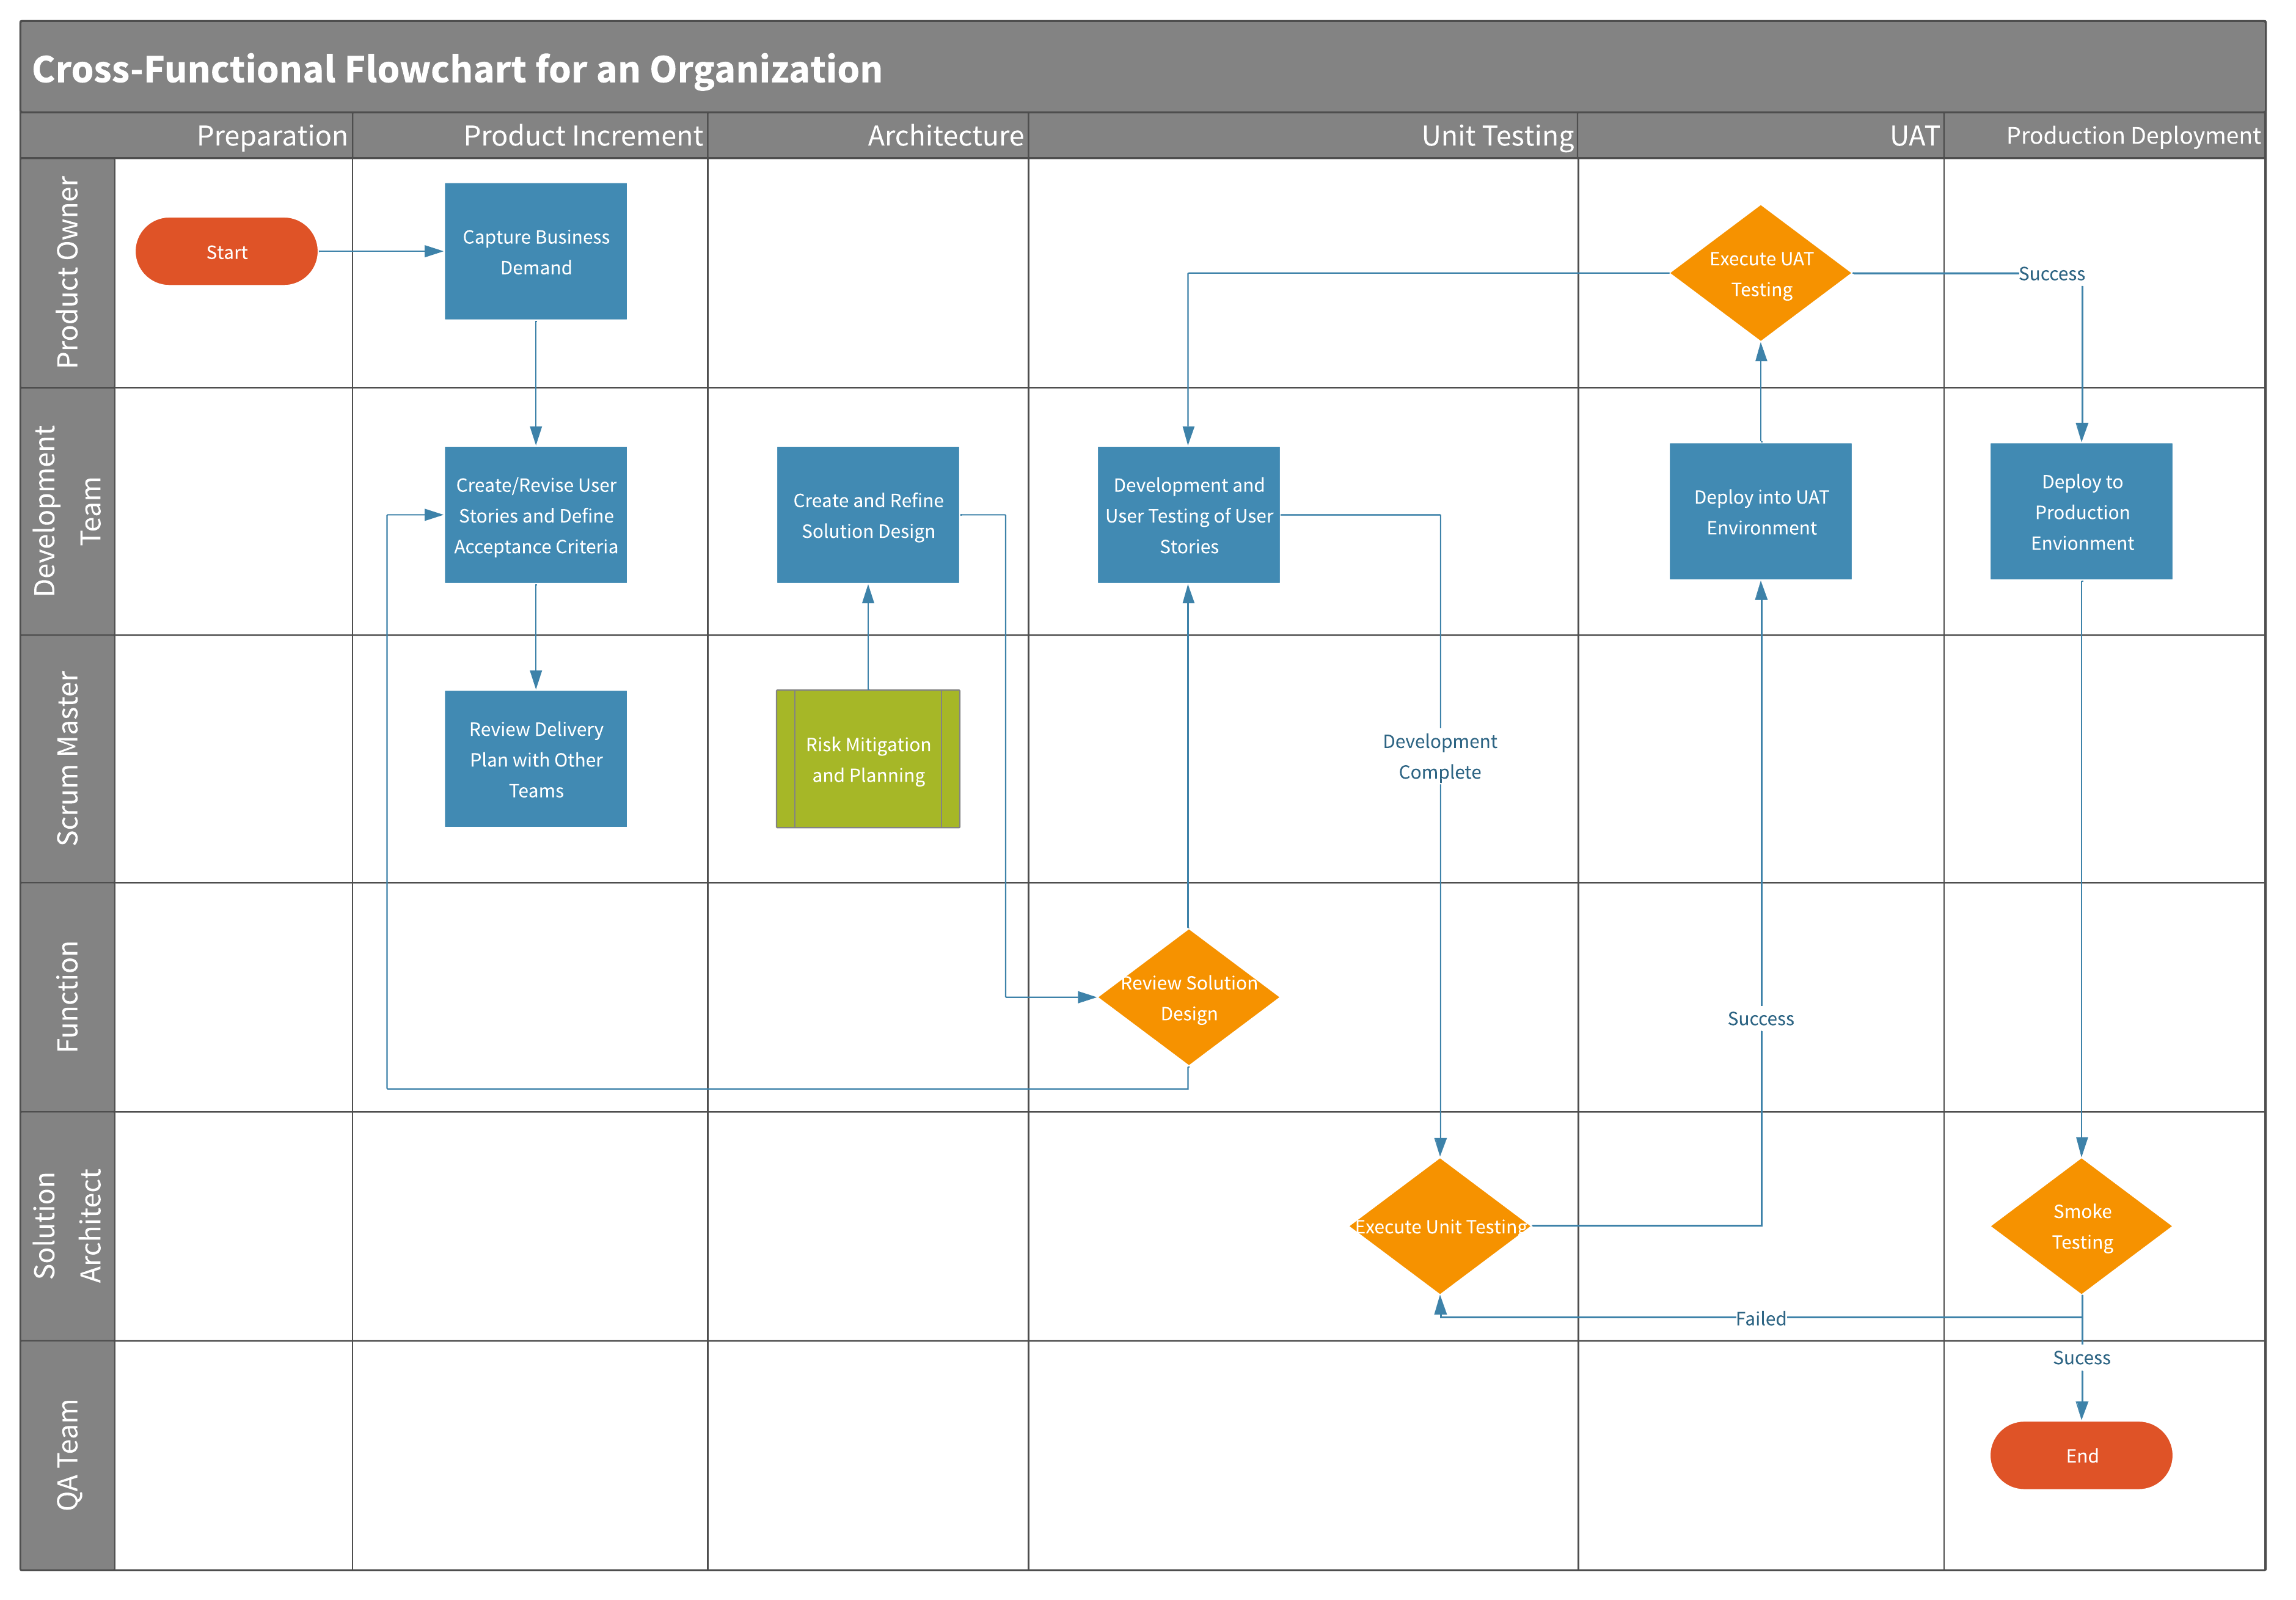 Cross-Functional Flowchart for an Organization
Preparation
Product Increment
Architecture
Unit Testing
UAT
Production Deployment
Product Owner
Start
Capture Business
Demand
Execute UAT
Testing
Success
Development
Team
Create/Revise User
Stories and Define
Acceptance Criteria
Create and Refine
Solution Design
Development and
User Testing of User
Stories
Deploy into UAT
Environment
Deploy to
Production
Envionment
Scrum Master
Review Delivery
Plan with Other
Teams
Risk Mitigation
and Planning
Development
Complete
Function
Review Solution
Design
Success
Solution
Architect
Execute Unit Testing
Smoke
Testing
Failed
QA Team
Sucess
End